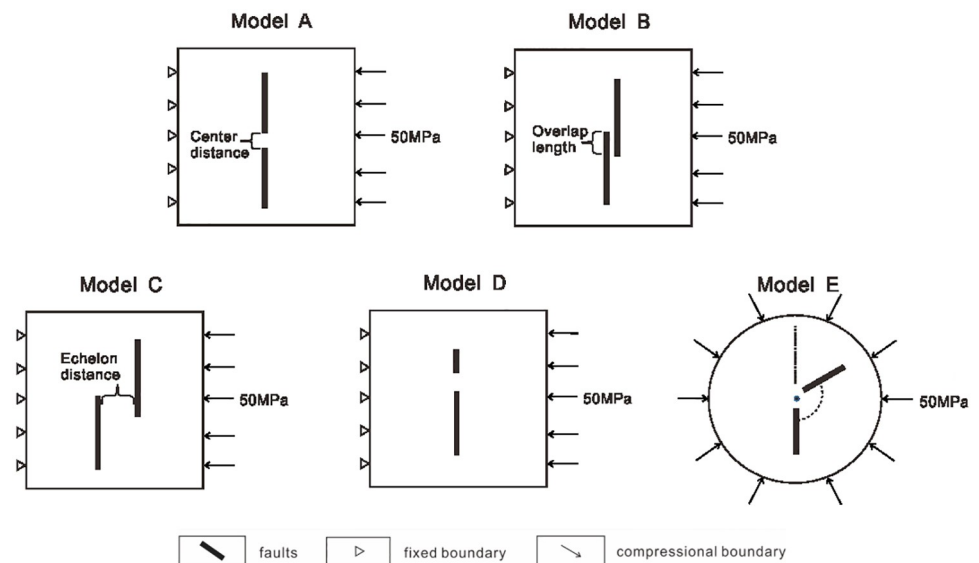 Model A
Model B
Center
distance
50MPa
Overlap
length
50MPa
Model C
Model D
Model E
Echelon
distance
50MPa
50MPa
50MPa
faults
fixed boundary
compressional boundary